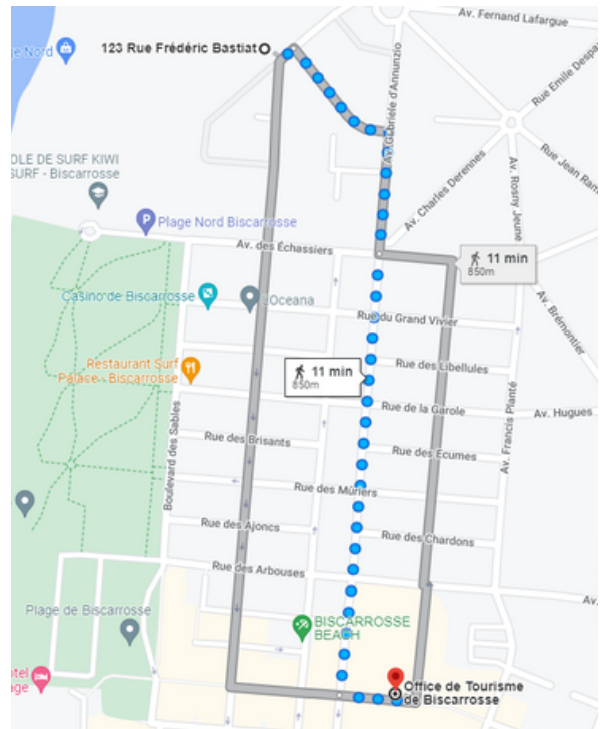 Av. Fernand Lafargue
123 Rue Frédéric Bastiat
Nord
Av. Gabriele d'Annunzio
Rue Emile Despax
Rue Jean
OLE DE SURF KIWI
SURF - Biscarrosse
Av. Charles Derennes
Av. Rosny Jeune
Plage Nord Biscarrosse
Av. des Échassiers
11 min
850m
Casino de Biscarrosse
Oceana
Rue du Grand Vivier
Av. Brémontier
Restaurant Surf
Palace - Biscarrosse
11 min
850m
Rue des Libellules
Rue de la Garole
Av. Hugues
Boulevard des Sables
Av. Francis Planté
Rue des Brisants
Rue des Ecumes
Rue des Mûriers
Rue des Ajoncs
Rue des Chardons
Rue des Arbouses
Av.
Plage de Biscarrosse
BISCARROSSE
BEACH
tel
age
Office de Tourisme
de Biscarrosse